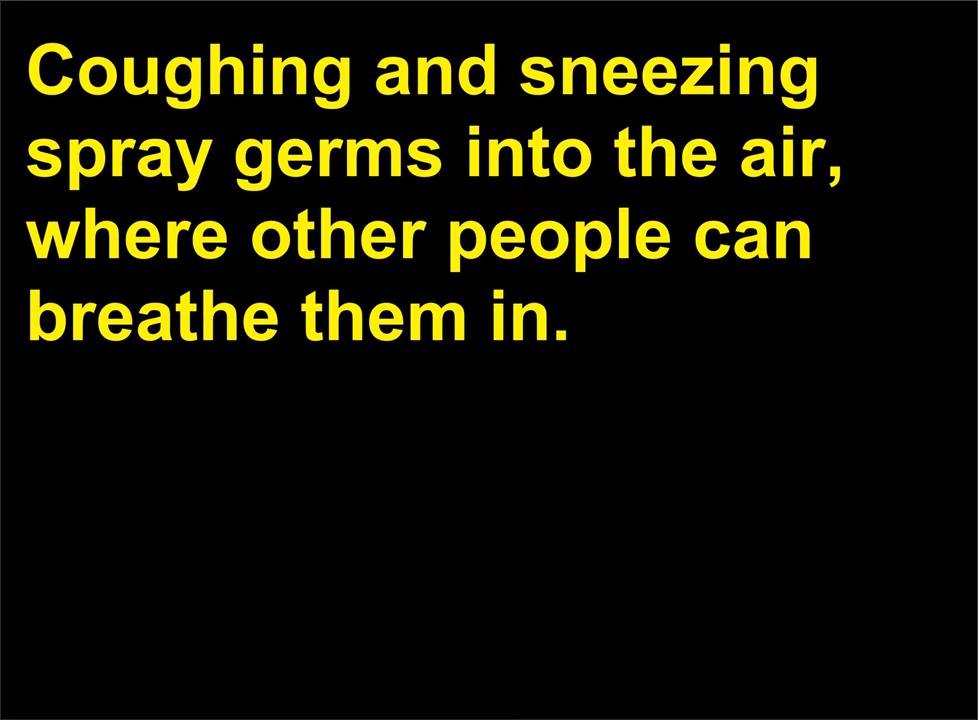 Coughing and sneezing
spray germs into the air,
where other people can
breathe them in.